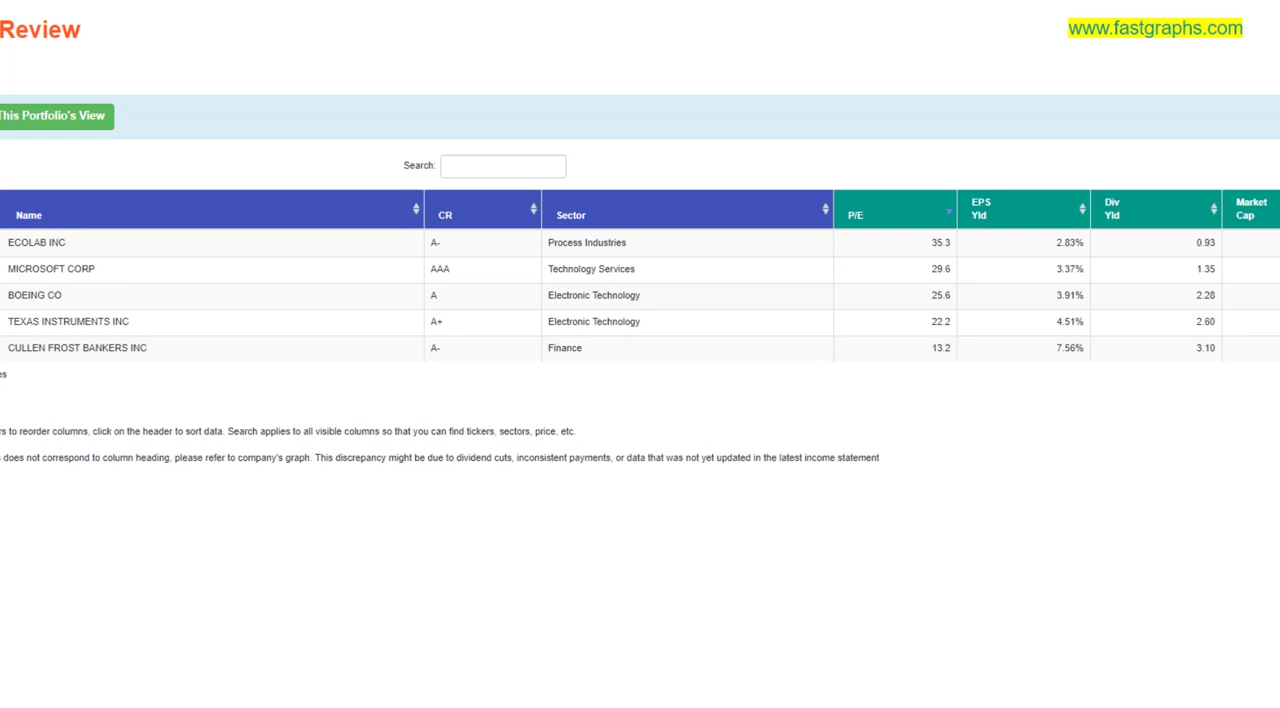 Review
www.fastgraphs.com
This Portfolio's View
Search:
Name CR Sector P/E EPS Yld Div Yld Market Cap
ECOLAB INC A- Process Industries 35.3 2.83% 0.93
MICROSOFT CORP AAA Technology Services 29.6 3.37% 1.35
BOEING CO A Electronic Technology 25.6 3.91% 2.28
TEXAS INSTRUMENTS INC A+ Electronic Technology 22.2 4.51% 2.60
CULLEN FROST BANKERS INC A- Finance 13.2 7.56% 3.10
es
rs to reorder columns, click on the header to sort data. Search applies to all visible columns so that you can find tickers, sectors, price, etc.
does not correspond to column heading, please refer to company's graph. This discrepancy might be due to dividend cuts, inconsistent payments, or data that was not yet updated in the latest income statement